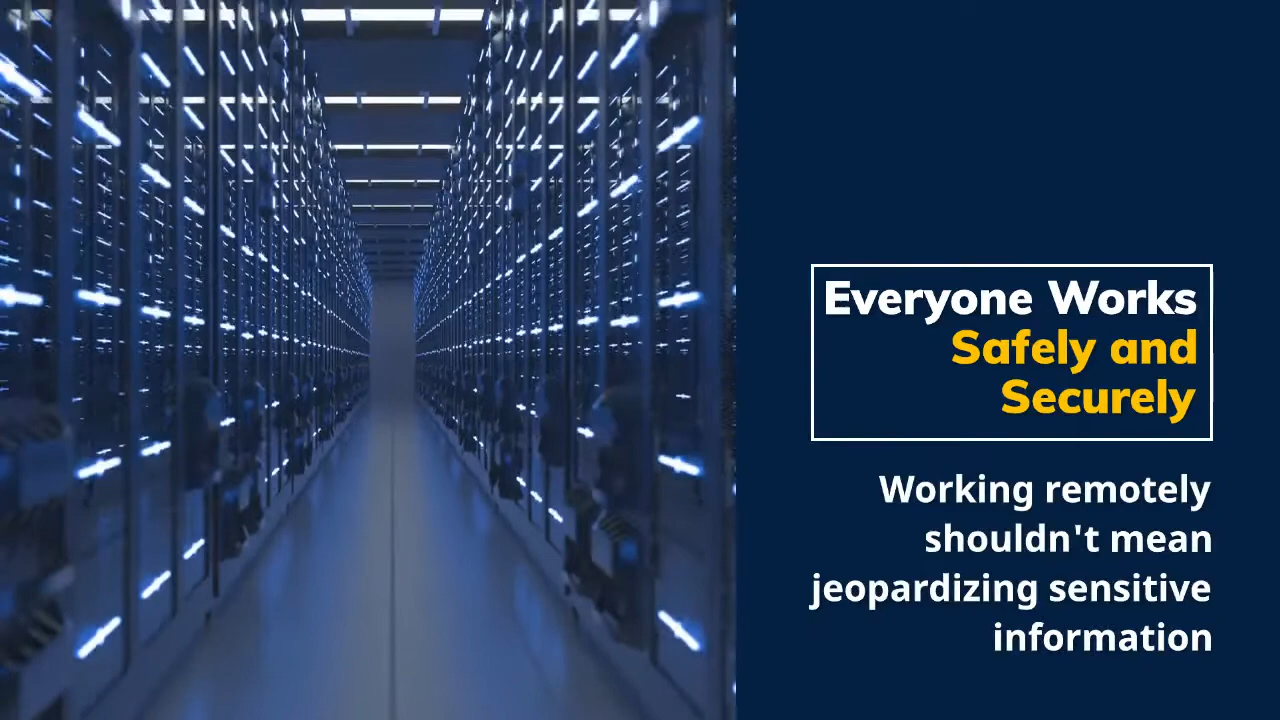 Everyone Works
Safely and
Securely
Working remotely
shouldn't mean
jeopardizing sensitive
information